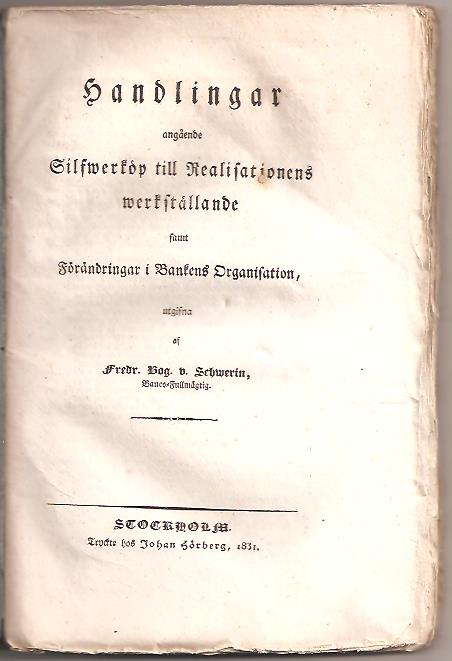 Handlingar
angående
Silfwerköp till Realisationens
werkställande
samt
Förändringar i Bankens Organisation,
utgifna
af
Fredr. Bog. v. Schwerin,
Banco-Fullmägtig.
STOCKHOLM.
Tryckte hos Johan Hörberg, 1831.